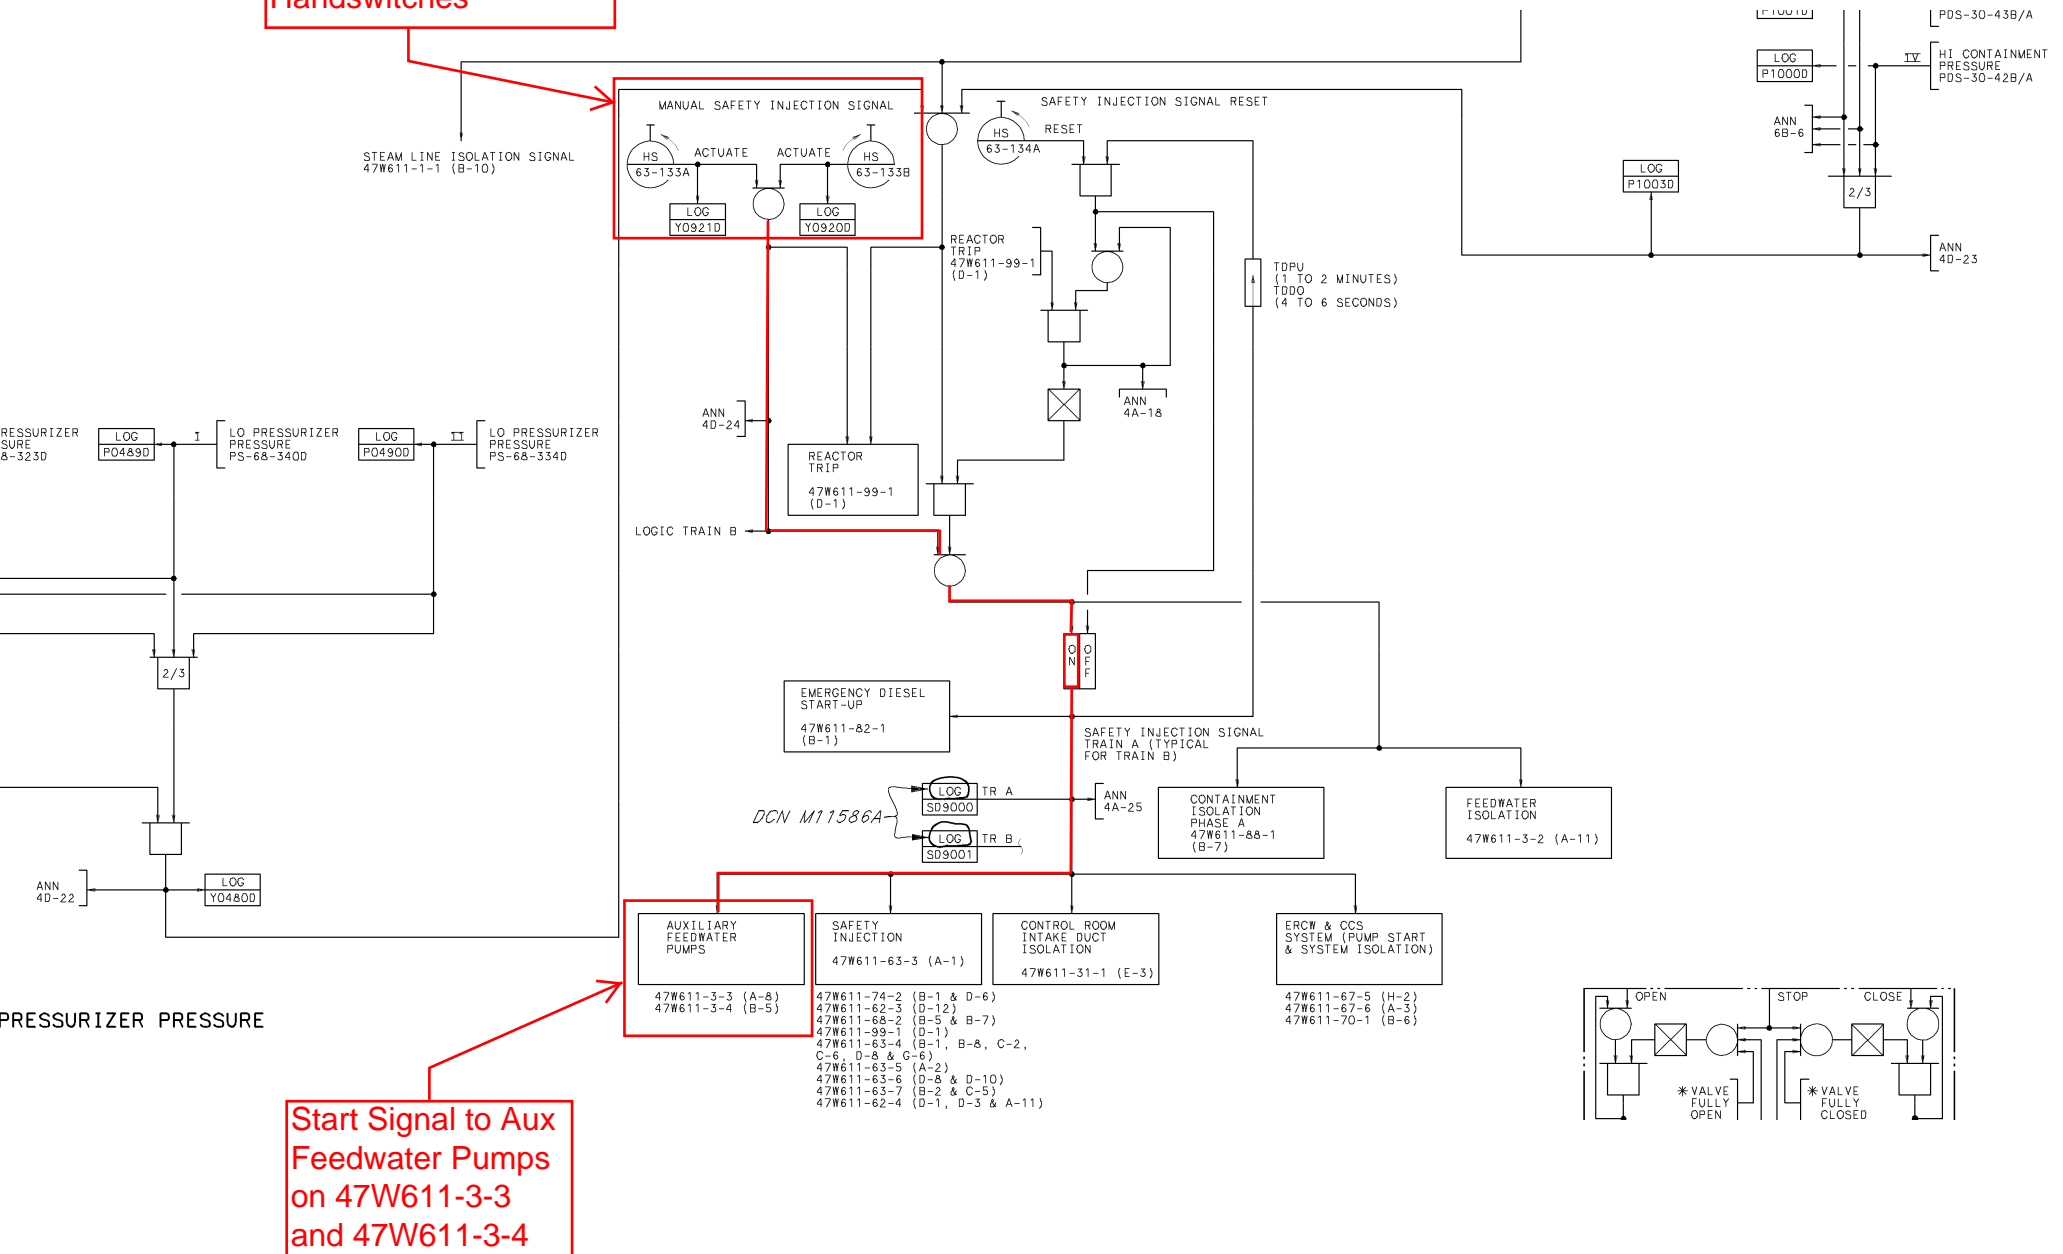 Handswitches
PDS-30-43B/A
LOG
P1000D
IV
HI CONTAINMENT
PRESSURE
PDS-30-42B/A
ANN
6B-6
MANUAL SAFETY INJECTION SIGNAL
SAFETY INJECTION SIGNAL RESET
HS
63-133A
ACTUATE
ACTUATE
HS
63-133B
HS
63-134A
RESET
STEAM LINE ISOLATION SIGNAL
47W611-1-1 (B-10)
LOG
P1003D
2/3
LOG
Y0921D
LOG
Y0920D
REACTOR
TRIP
47W611-99-1
(D-1)
ANN
4D-23
TDPU
(1 TO 2 MINUTES)
TDDO
(4 TO 6 SECONDS)
ANN
4D-24
ANN
4A-18
RESSURIZER
SURE
8-323D
LOG
P0489D
I
LO PRESSURIZER
PRESSURE
PS-68-340D
LOG
P0490D
II
LO PRESSURIZER
PRESSURE
PS-68-334D
REACTOR
TRIP
47W611-99-1
(D-1)
LOGIC TRAIN B
ON
OFF
2/3
EMERGENCY DIESEL
START-UP
47W611-82-1
(B-1)
SAFETY INJECTION SIGNAL
TRAIN A (TYPICAL
FOR TRAIN B)
DCN M11586A
LOG
SD9000
TR A
LOG
SD9001
TR B
ANN
4A-25
CONTAINMENT
ISOLATION
PHASE A
47W611-88-1
(B-7)
FEEDWATER
ISOLATION
47W611-3-2 (A-11)
ANN
4D-22
LOG
Y0480D
AUXILIARY
FEEDWATER
PUMPS
47W611-3-3 (A-8)
47W611-3-4 (B-5)
SAFETY
INJECTION
47W611-63-3 (A-1)
47W611-74-2 (B-1 & D-6)
47W611-62-3 (D-12)
47W611-68-2 (B-5 & B-7)
47W611-99-1 (D-1)
47W611-63-4 (B-1, B-8, C-2,
C-6, D-8 & G-6)
47W611-63-5 (A-2)
47W611-63-6 (D-8 & D-10)
47W611-63-7 (B-2 & C-5)
47W611-62-4 (D-1, D-3 & A-11)
CONTROL ROOM
INTAKE DUCT
ISOLATION
47W611-31-1 (E-3)
ERCW & CCS
SYSTEM (PUMP START
& SYSTEM ISOLATION)
47W611-67-5 (H-2)
47W611-67-6 (A-3)
47W611-70-1 (B-6)
PRESSURIZER PRESSURE
OPEN
STOP
CLOSE
*VALVE
FULLY
OPEN
*VALVE
FULLY
CLOSED
Start Signal to Aux
Feedwater Pumps
on 47W611-3-3
and 47W611-3-4